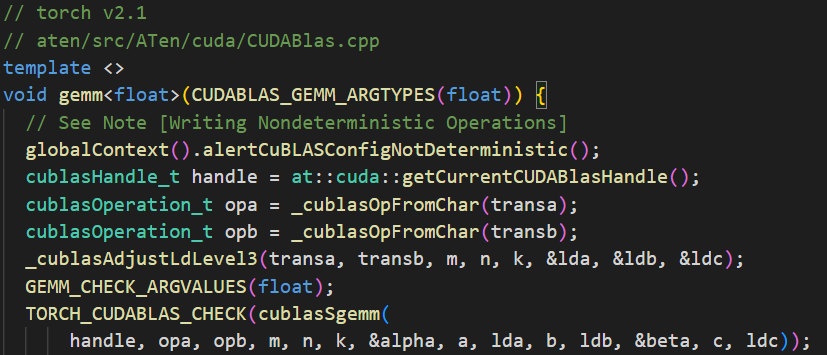 // torch v2.1
// aten/src/ATen/cuda/CUDABlas.cpp
template <>
void gemm<float>(CUDABLAS_GEMM_ARGTYPES(float)) {
  // See Note [Writing Nondeterministic Operations]
  globalContext().alertCuBLASConfigNotDeterministic();
  cublasHandle_t handle = at::cuda::getCurrentCUDABlasHandle();
  cublasOperation_t opa = _cublasOpFromChar(transa);
  cublasOperation_t opb = _cublasOpFromChar(transb);
  _cublasAdjustLdLevel3(transa, transb, m, n, k, &lda, &ldb, &ldc);
  GEMM_CHECK_ARGVALUES(float);
  TORCH_CUDABLAS_CHECK(cublasSgemm(
      handle, opa, opb, m, n, k, &alpha, a, lda, b, ldb, &beta, c, ldc));